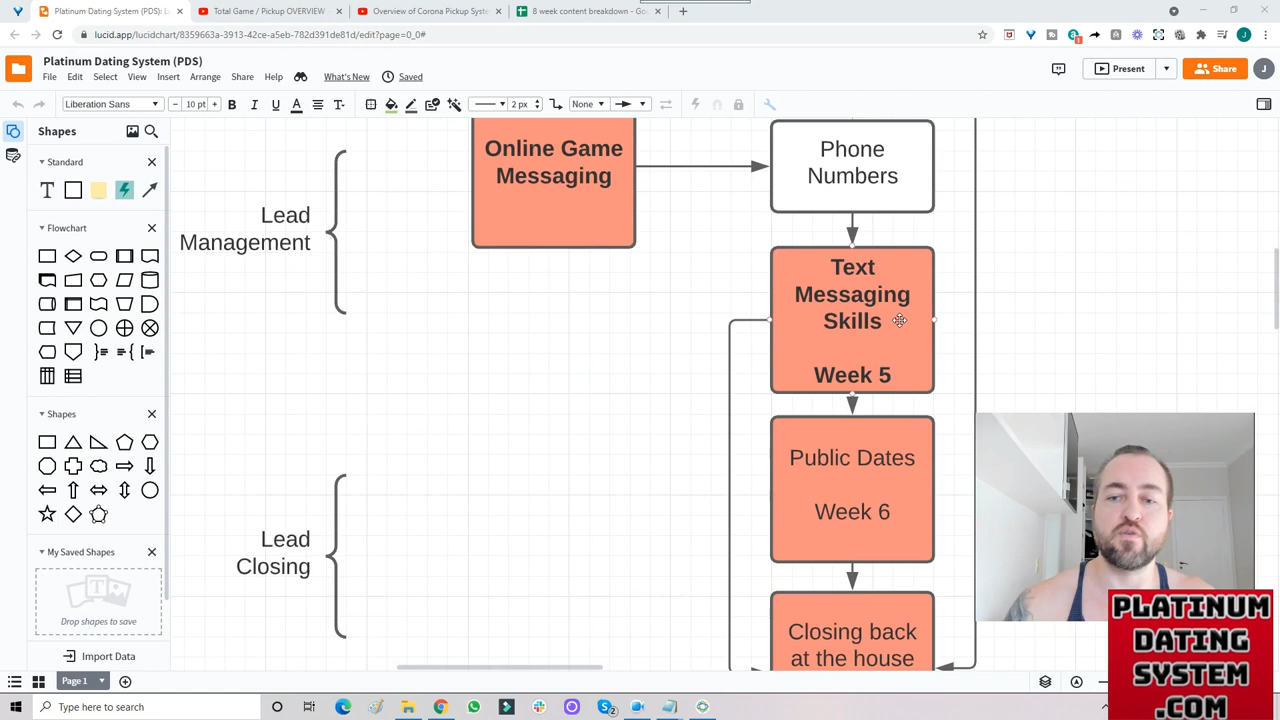 Platinum Dating System (PDS): L
Total Game / Pickup OVERVIEW
Overview of Corona Pickup Syst
8 week content breakdown - Goo
lucid.app/lucidchart/8359663a-3913-42ce-a5eb-782d391de81d/edit?page=0_0#
Platinum Dating System (PDS)
File Edit Select View Insert Arrange Share Help What's New Saved
Present
Share
J
Liberation Sans
10 pt
B I U A T
2 px
None
Shapes
Standard
T
Flowchart
Shapes
My Saved Shapes
Drop shapes to save
Import Data
Lead
Management
Lead
Closing
Online Game
Messaging
Phone
Numbers
Text
Messaging
Skills
Week 5
Public Dates
Week 6
Closing back
at the house
PLATINUM
DATING
SYSTEM
.COM
Page 1
Type here to search